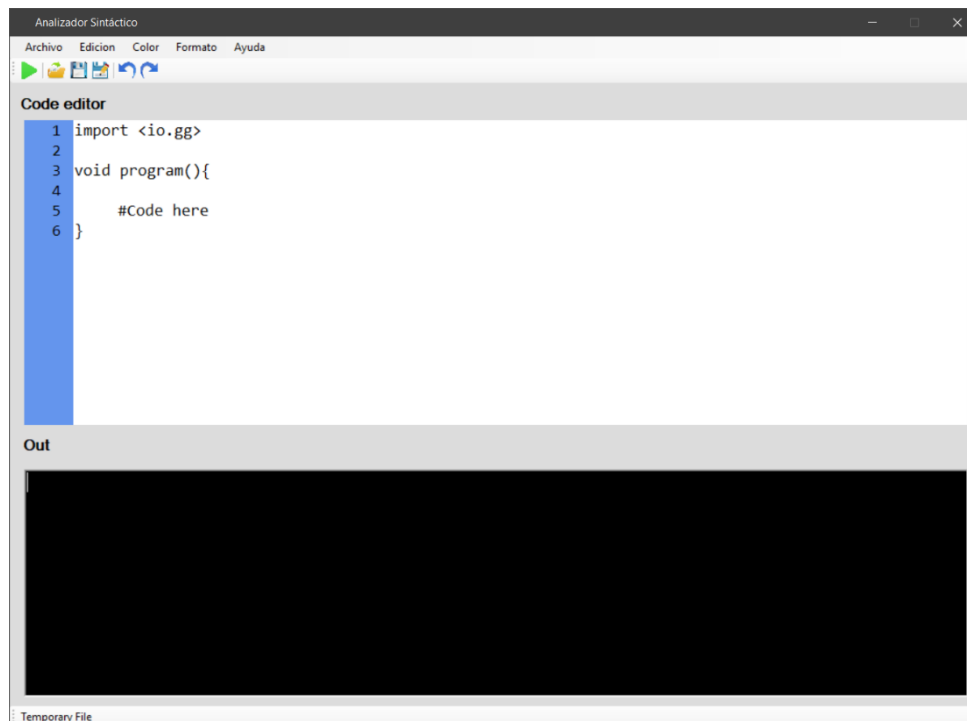 Analizador Sintáctico
Archivo Edicion Color Formato Ayuda
Code editor
1 import <io.gg>
2
3 void program(){
4
5 #Code here
6 }
Out
Temporary File